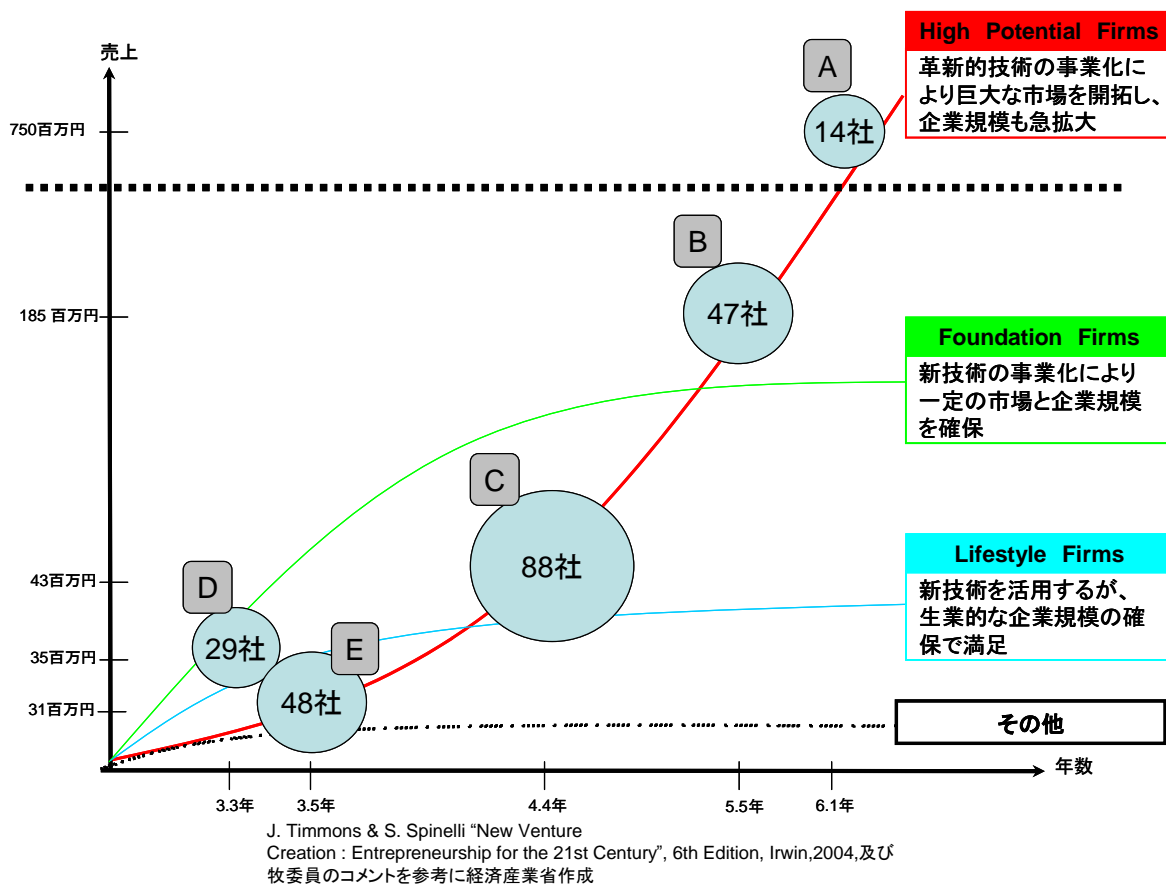 売上
750百万円
185 百万円
43百万円
35百万円
31百万円
A
14社
B
47社
C
88社
D
29社
E
48社
High Potential Firms
革新的技術の事業化に
より巨大な市場を開拓し、
企業規模も急拡大
Foundation Firms
新技術の事業化により
一定の市場と企業規模
を確保
Lifestyle Firms
新技術を活用するが、
生業的な企業規模の確
保で満足
その他
年数
3.3年
3.5年
4.4年
5.5年
6.1年
J. Timmons & S. Spinelli “New Venture
Creation : Entrepreneurship for the 21st Century”, 6th Edition, Irwin,2004,及び
牧委員のコメントを参考に経済産業省作成